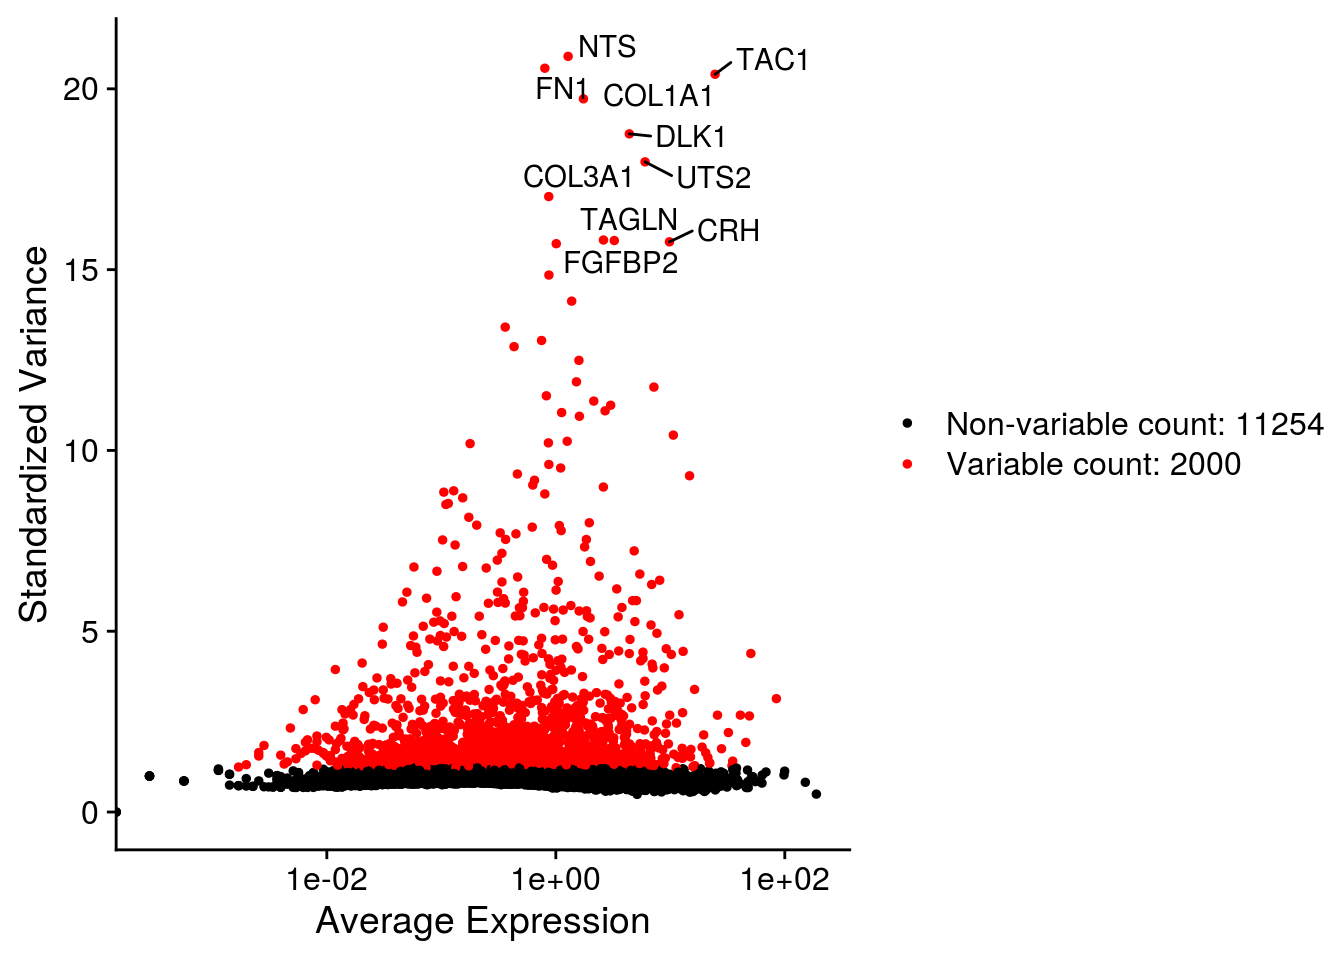 NTS
TAC1
FN1
COL1A1
DLK1
COL3A1
UTS2
TAGLN
CRH
FGFBP2
20
15
10
5
0
Standardized Variance
1e-02
1e+00
1e+02
Average Expression
Non-variable count: 11254
Variable count: 2000